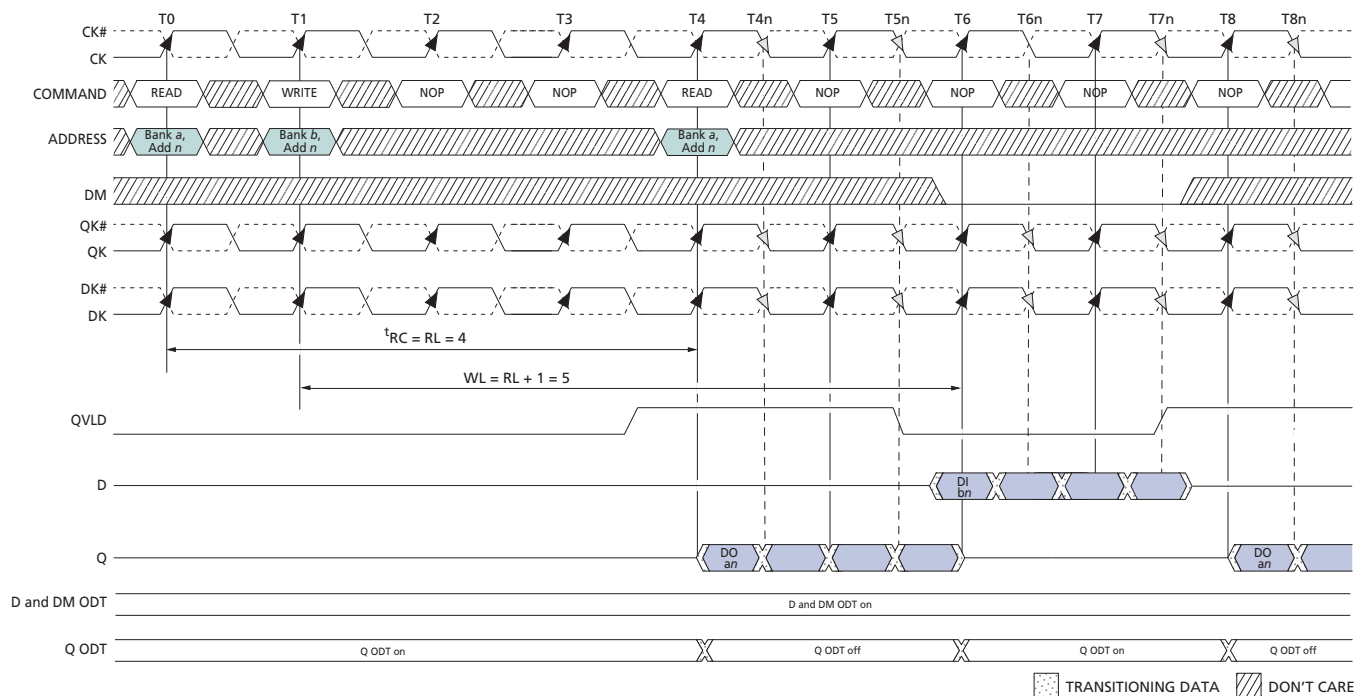 T0 T1 T2 T3 T4 T4n T5 T5n T6 T6n T7 T7n T8 T8n
CK#
CK
COMMAND READ WRITE NOP NOP READ NOP NOP NOP NOP
ADDRESS Bank a, Add n Bank b, Add n Bank a, Add n
DM
QK#
QK
DK#
DK
tRC = RL = 4
WL = RL + 1 = 5
QVLD
D DI bn
Q DO an DO an
D and DM ODT D and DM ODT on
Q ODT Q ODT on Q ODT off Q ODT on Q ODT off
TRANSITIONING DATA DON'T CARE